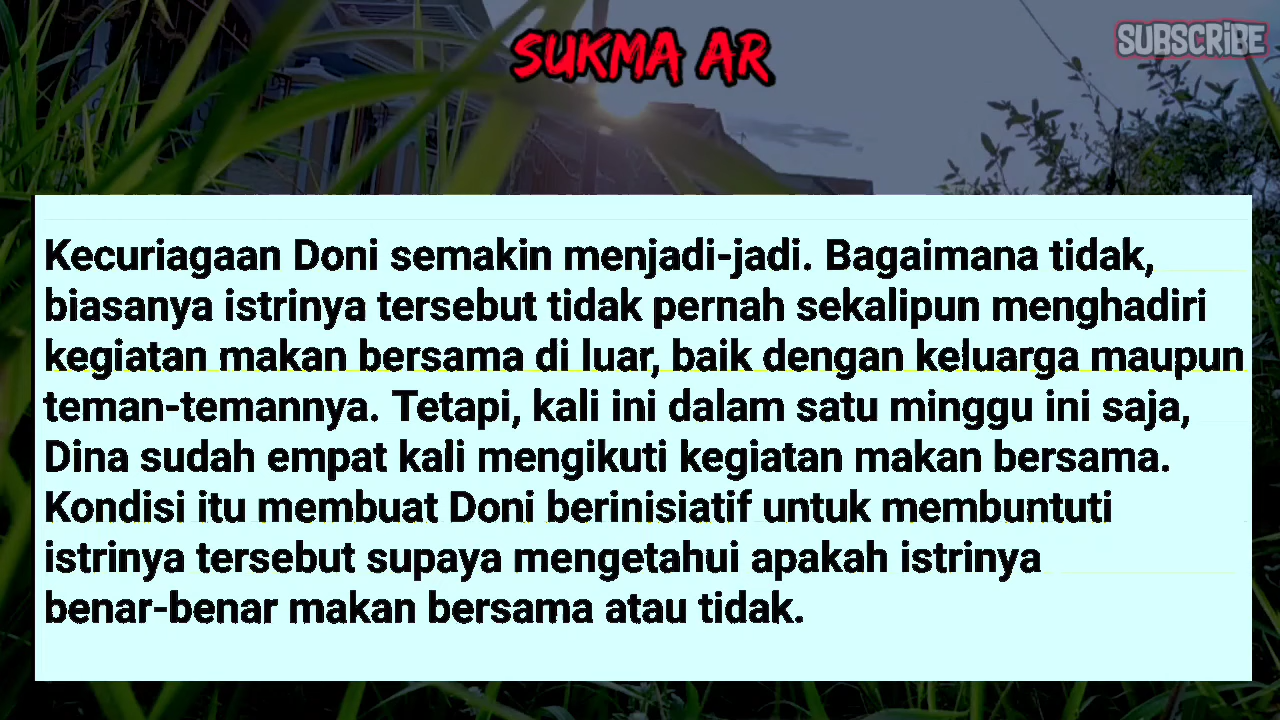 SUKMA AR
SUBSCRIBE
Kecuriagaan Doni semakin menjadi-jadi. Bagaimana tidak,
biasanya istrinya tersebut tidak pernah sekalipun menghadiri
kegiatan makan bersama di luar, baik dengan keluarga maupun
teman-temannya. Tetapi, kali ini dalam satu minggu ini saja,
Dina sudah empat kali mengikuti kegiatan makan bersama.
Kondisi itu membuat Doni berinisiatif untuk membuntuti
istrinya tersebut supaya mengetahui apakah istrinya
benar-benar makan bersama atau tidak.